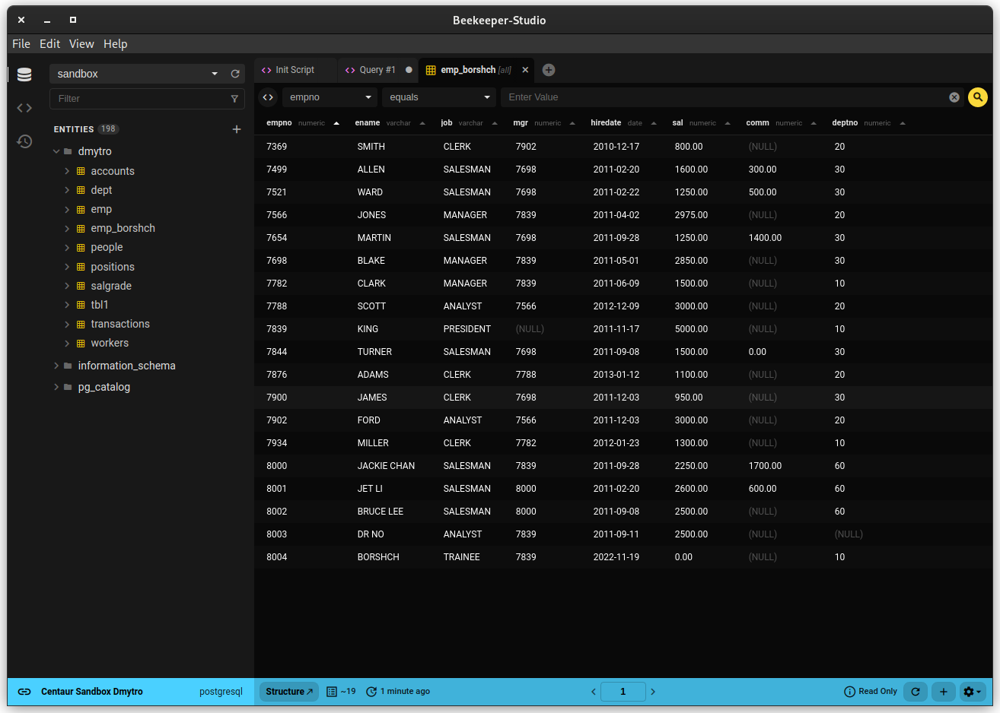 Beekeeper-Studio
File Edit View Help
sandbox
Filter
ENTITIES 198
dmytro
accounts
dept
emp
emp_borshch
people
positions
salgrade
tbl1
transactions
workers
information_schema
pg_catalog
Init Script Query #1 emp_borshch [all]
empno equals Enter Value
empno numeric ename varchar job varchar mgr numeric hiredate date sal numeric comm numeric deptno numeric
7369 SMITH CLERK 7902 2010-12-17 800.00 (NULL) 20
7499 ALLEN SALESMAN 7698 2011-02-20 1600.00 300.00 30
7521 WARD SALESMAN 7698 2011-02-22 1250.00 500.00 30
7566 JONES MANAGER 7839 2011-04-02 2975.00 (NULL) 20
7654 MARTIN SALESMAN 7698 2011-09-28 1250.00 1400.00 30
7698 BLAKE MANAGER 7839 2011-05-01 2850.00 (NULL) 30
7782 CLARK MANAGER 7839 2011-06-09 1500.00 (NULL) 10
7788 SCOTT ANALYST 7566 2012-12-09 3000.00 (NULL) 20
7839 KING PRESIDENT (NULL) 2011-11-17 5000.00 (NULL) 10
7844 TURNER SALESMAN 7698 2011-09-08 1500.00 0.00 30
7876 ADAMS CLERK 7788 2013-01-12 1100.00 (NULL) 20
7900 JAMES CLERK 7698 2011-12-03 950.00 (NULL) 30
7902 FORD ANALYST 7566 2011-12-03 3000.00 (NULL) 20
7934 MILLER CLERK 7782 2012-01-23 1300.00 (NULL) 10
8000 JACKIE CHAN SALESMAN 7839 2011-09-28 2250.00 1700.00 60
8001 JET LI SALESMAN 8000 2011-02-20 2600.00 600.00 60
8002 BRUCE LEE SALESMAN 8000 2011-09-08 2500.00 (NULL) 60
8003 DR NO ANALYST 7839 2011-09-11 2500.00 (NULL) (NULL)
8004 BORSHCH TRAINEE 7839 2022-11-19 0.00 (NULL) 10
Centaur Sandbox Dmytro postgresql Structure ~19 1 minute ago 1 Read Only